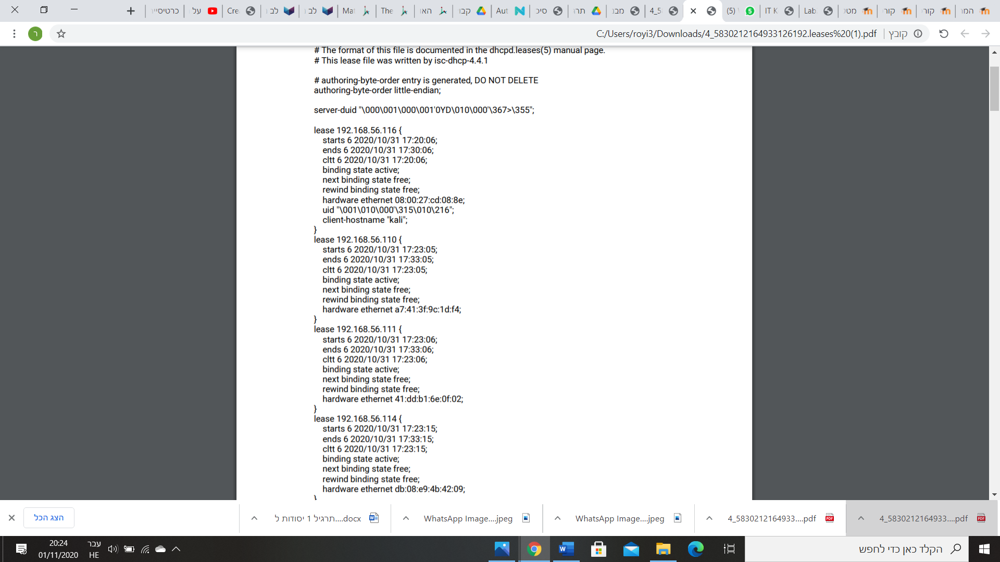 כרטיסיי
על
Cre
לב
לב
Mat
The
האו
קבו
Aut
סיכ
תרג
מבנ
4_5
(5)
IT K
Lab
מטל
קור
קור
המר
C:/Users/royi3/Downloads/4_5830212164933126192.leases%20(1).pdf קובץ
# The format of this file is documented in the dhcpd.leases(5) manual page.
# This lease file was written by isc-dhcp-4.4.1
# authoring-byte-order entry is generated, DO NOT DELETE
authoring-byte-order little-endian;
server-duid "\000\001\000\001'0YD\010\000'\367>\355";
lease 192.168.56.116 {
starts 6 2020/10/31 17:20:06;
ends 6 2020/10/31 17:30:06;
cltt 6 2020/10/31 17:20:06;
binding state active;
next binding state free;
rewind binding state free;
hardware ethernet 08:00:27:cd:08:8e;
uid "\001\010\000'\315\010\216";
client-hostname "kali";
}
lease 192.168.56.110 {
starts 6 2020/10/31 17:23:05;
ends 6 2020/10/31 17:33:05;
cltt 6 2020/10/31 17:23:05;
binding state active;
next binding state free;
rewind binding state free;
hardware ethernet a7:41:3f:9c:1d:f4;
}
lease 192.168.56.111 {
starts 6 2020/10/31 17:23:06;
ends 6 2020/10/31 17:33:06;
cltt 6 2020/10/31 17:23:06;
binding state active;
next binding state free;
rewind binding state free;
hardware ethernet 41:dd:b1:6e:0f:02;
}
lease 192.168.56.114 {
starts 6 2020/10/31 17:23:15;
ends 6 2020/10/31 17:33:15;
cltt 6 2020/10/31 17:23:15;
binding state active;
next binding state free;
rewind binding state free;
hardware ethernet db:08:e9:4b:42:09;
}
הצג הכל
תרגיל 1 יסודות ל....docx
WhatsApp Image....jpeg
WhatsApp Image....jpeg
4_5830212164933....pdf
4_5830212164933....pdf
20:24
01/11/2020
עבר
HE
הקלד כאן כדי לחפש